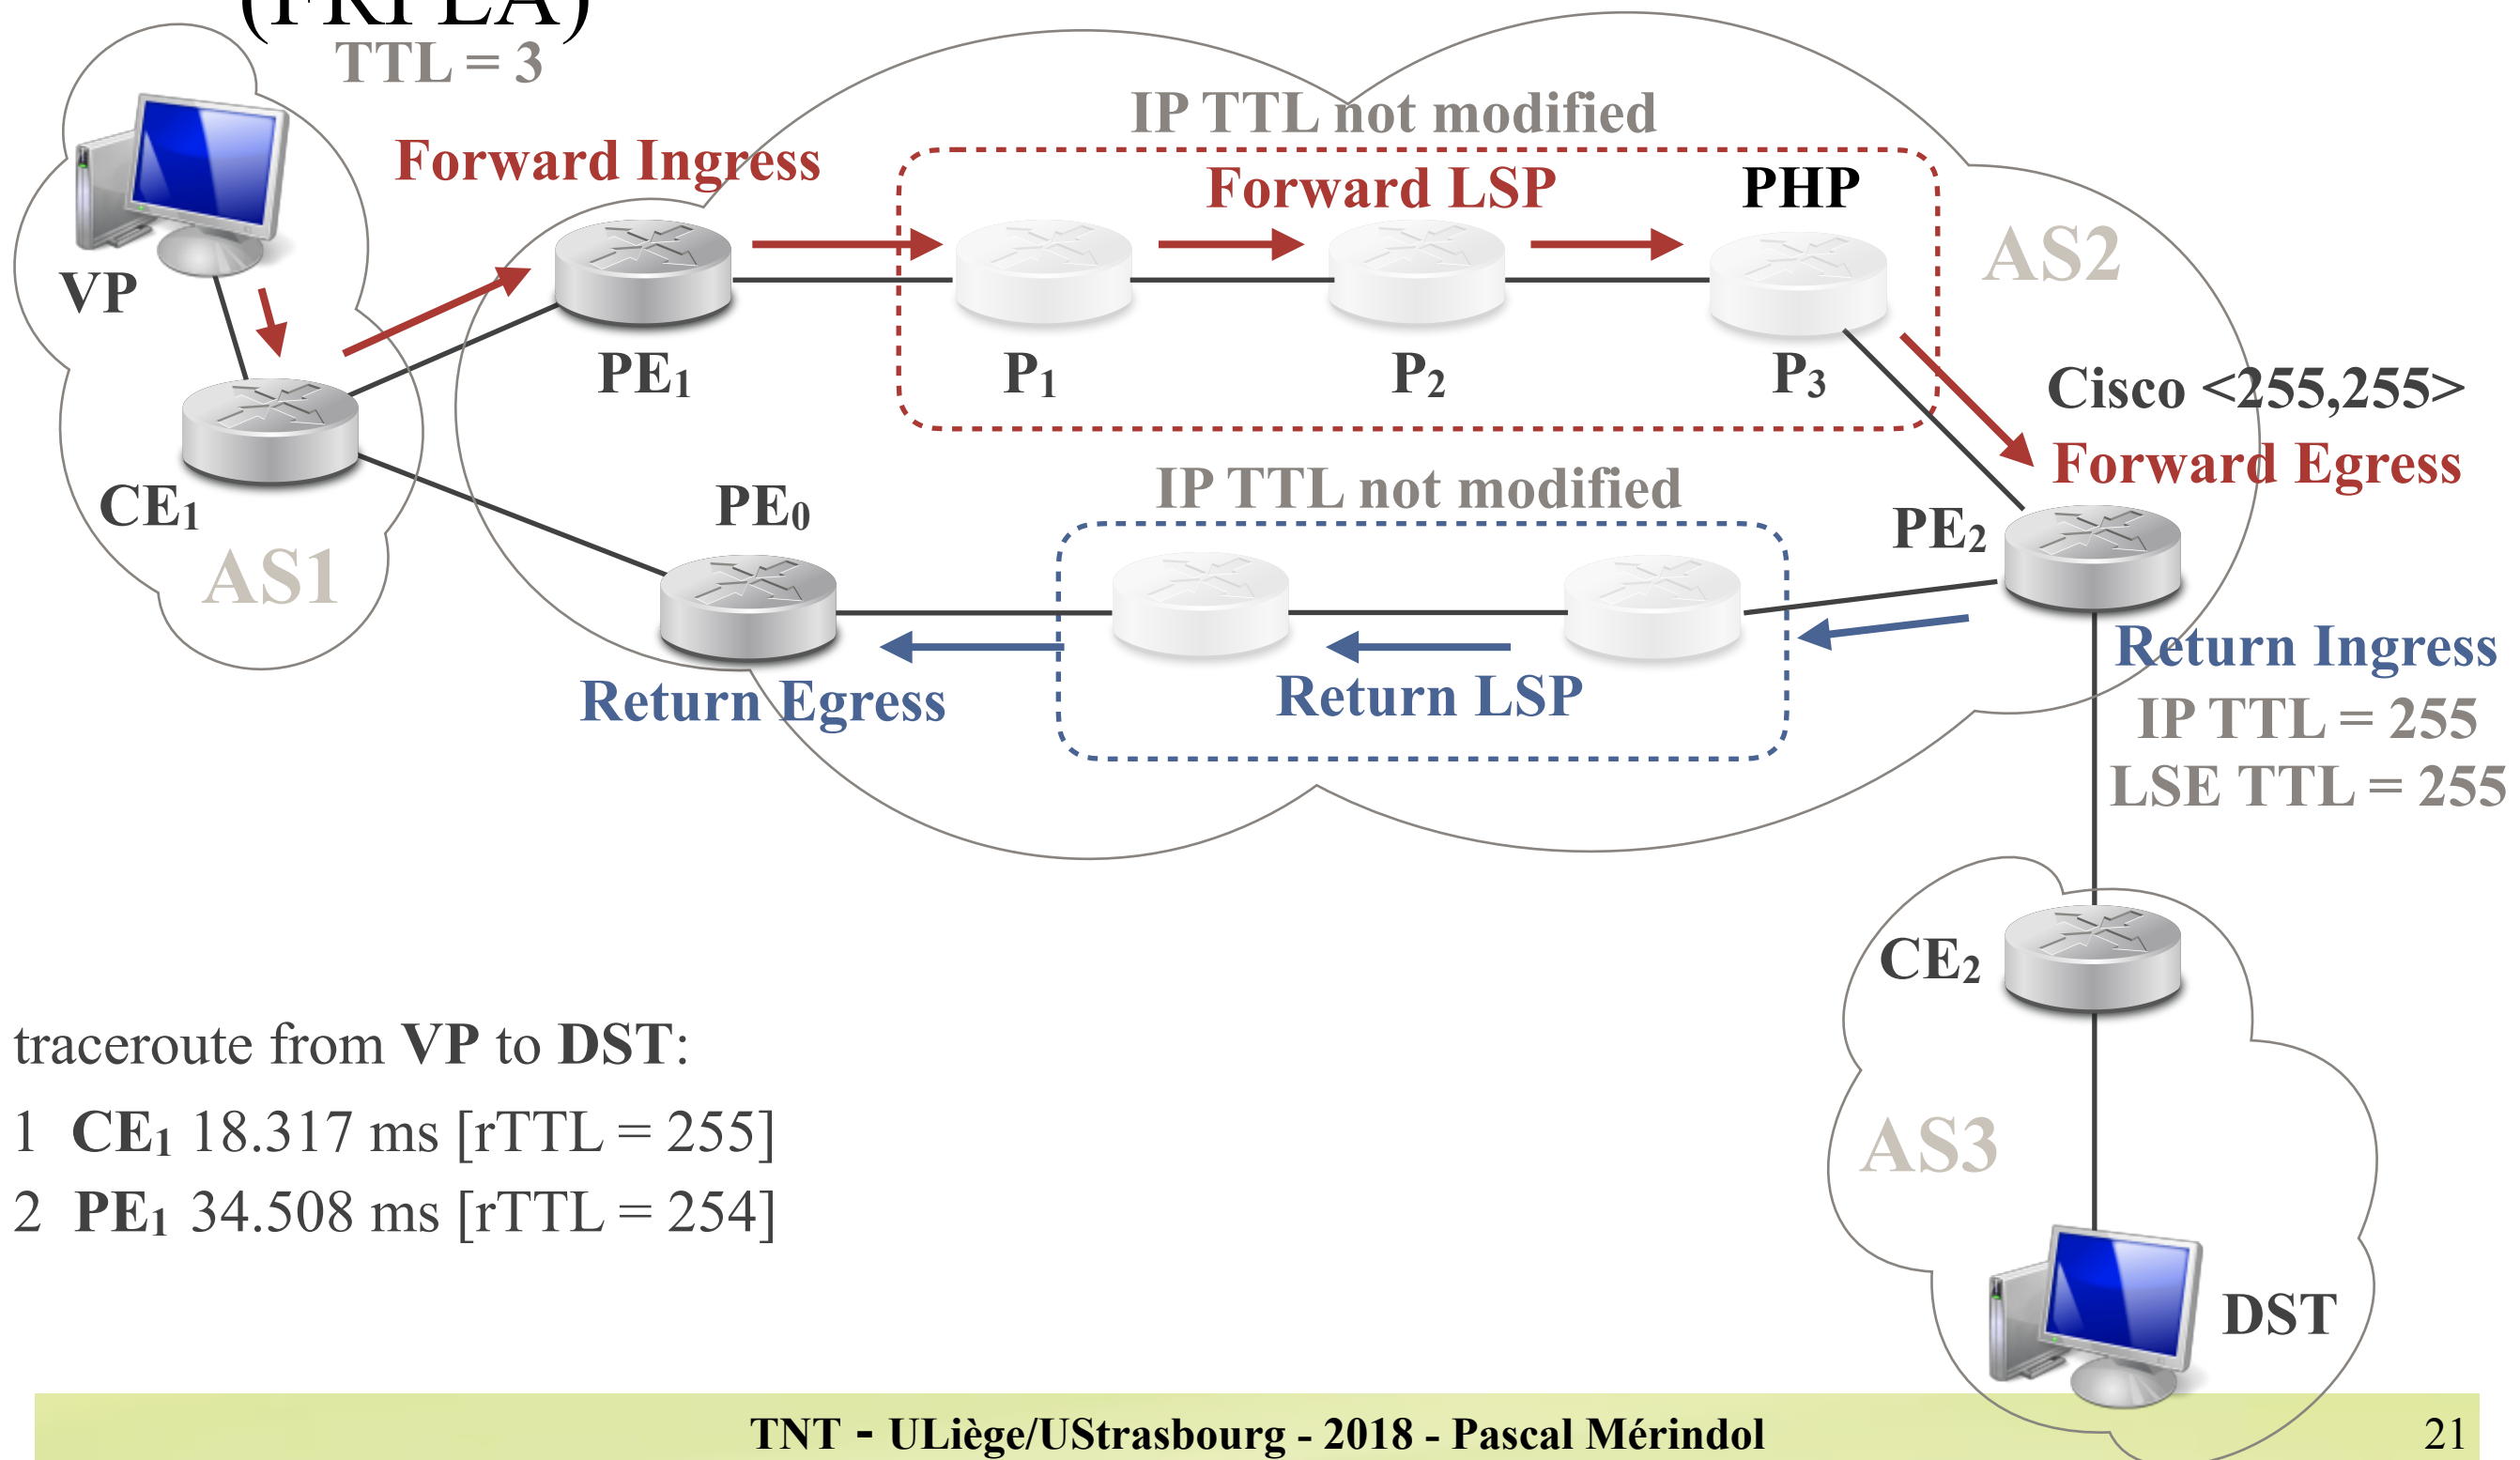 (FRPLA)
TTL = 3
IP TTL not modified
Forward Ingress
Forward LSP
PHP
AS2
VP
PE1
P1
P2
P3
Cisco <255,255>
Forward Egress
IP TTL not modified
CE1
PE0
PE2
AS1
Return Ingress
Return Egress
Return LSP
IP TTL = 255
LSE TTL = 255
CE2
traceroute from VP to DST:
1 CE1 18.317 ms [rTTL = 255]
AS3
2 PE1 34.508 ms [rTTL = 254]
DST
TNT - ULiège/UStrasbourg - 2018 - Pascal Mérindol
21